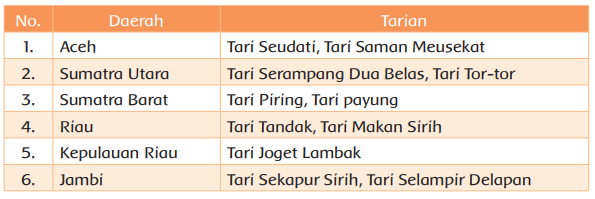 No. Daerah Tarian
1. Aceh Tari Seudati, Tari Saman Meusekat
2. Sumatra Utara Tari Serampang Dua Belas, Tari Tor-tor
3. Sumatra Barat Tari Piring, Tari payung
4. Riau Tari Tandak, Tari Makan Sirih
5. Kepulauan Riau Tari Joget Lambak
6. Jambi Tari Sekapur Sirih, Tari Selampir Delapan